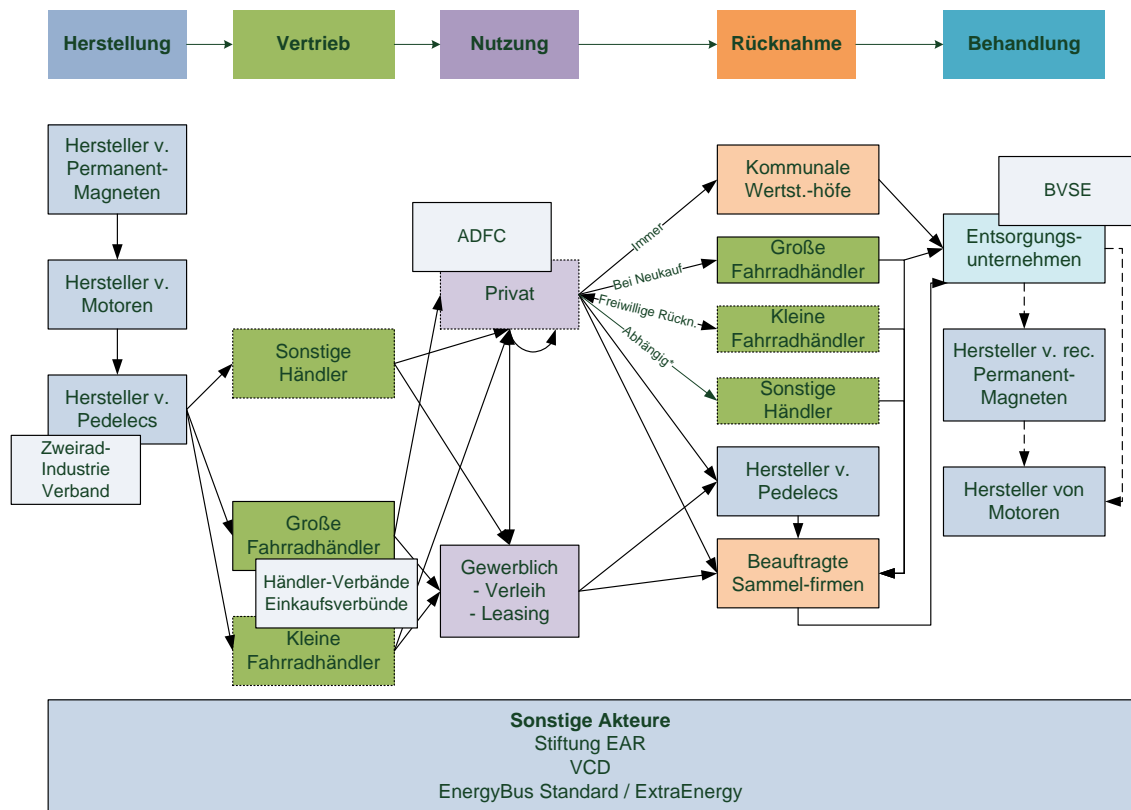 Herstellung
Vertrieb
Nutzung
Rücknahme
Behandlung
Hersteller v.
Permanent-
Magneten
Hersteller v.
Motoren
Hersteller v.
Pedelecs
Zweirad-
Industrie
Verband
Sonstige
Händler
Große
Fahrradhändler
Händler-Verbände
Einkaufsverbünde
Kleine
Fahrradhändler
ADFC
Privat
Gewerblich
- Verleih
- Leasing
Immer
Bei Neukauf
Freiwillige Rückn.
Abhängig*
Kommunale
Wertst.-höfe
Große
Fahrradhändler
Kleine
Fahrradhändler
Sonstige
Händler
Hersteller v.
Pedelecs
Beauftragte
Sammel-firmen
BVSE
Entsorgungs-
unternehmen
Hersteller v. rec.
Permanent-
Magneten
Hersteller von
Motoren
Sonstige Akteure
Stiftung EAR
VCD
EnergyBus Standard / ExtraEnergy